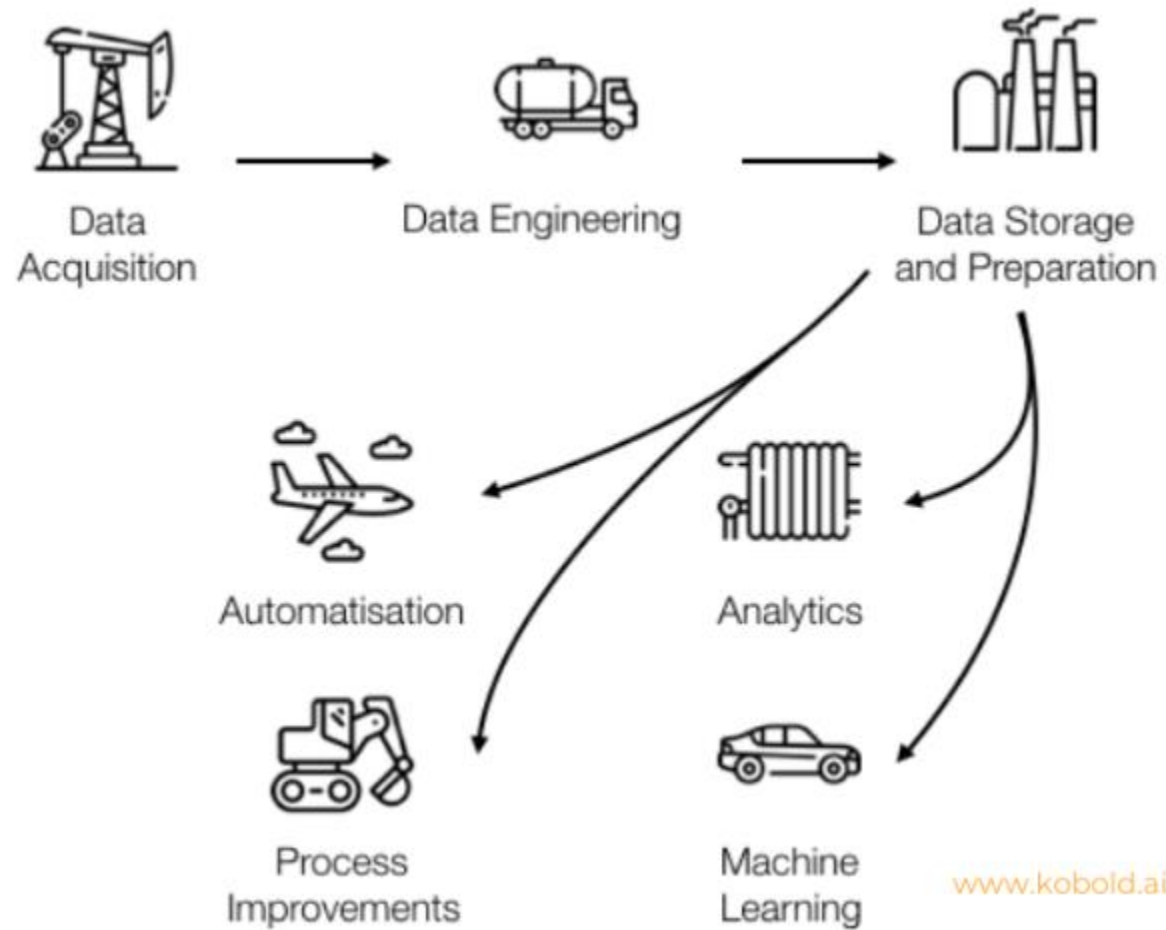 Data
Acquisition
Data Engineering
Data Storage
and Preparation
Automatisation
Analytics
Process
Improvements
Machine
Learning
www.kobold.ai